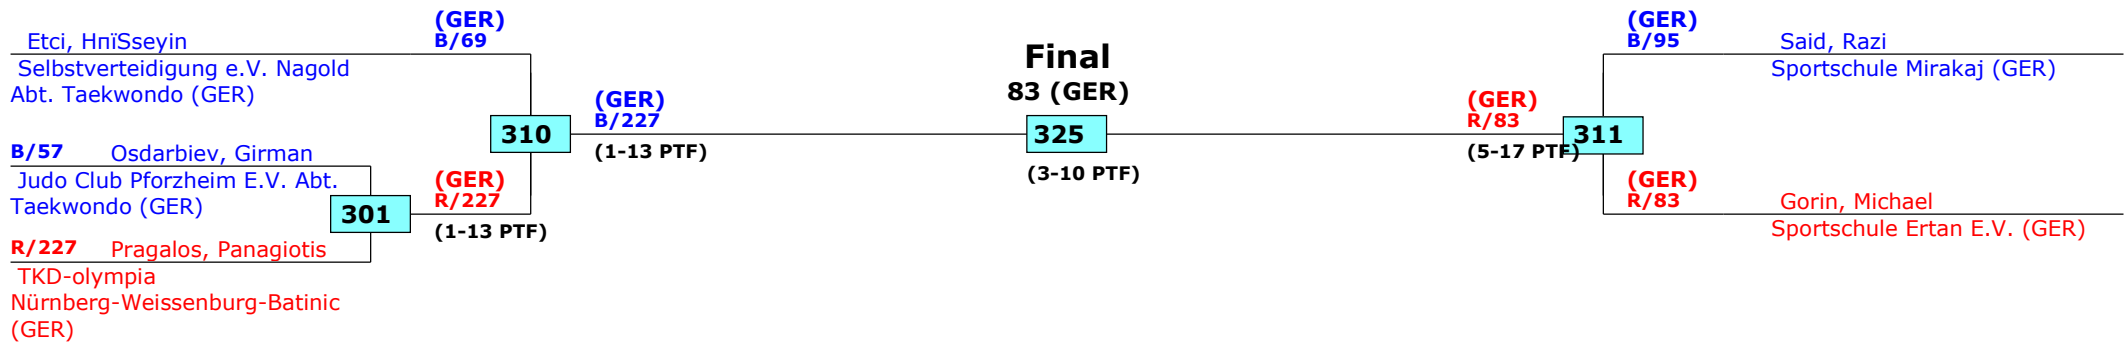 (GER)
B/69
Etci, HпïSseyin
Selbstverteidigung e.V. Nagold
Abt. Taekwondo (GER)
B/57 Osdarbiev, Girman
Judo Club Pforzheim E.V. Abt.
Taekwondo (GER)
301
R/227 Pragalos, Panagiotis
TKD-olympia
Nürnberg-Weissenburg-Batinic
(GER)
(GER)
R/227
(1-13 PTF)
310
(GER)
B/227
(1-13 PTF)
Final
83 (GER)
325
(3-10 PTF)
(GER)
R/83
(5-17 PTF)
311
(GER)
B/95
Said, Razi
Sportschule Mirakaj (GER)
(GER)
R/83
Gorin, Michael
Sportschule Ertan E.V. (GER)